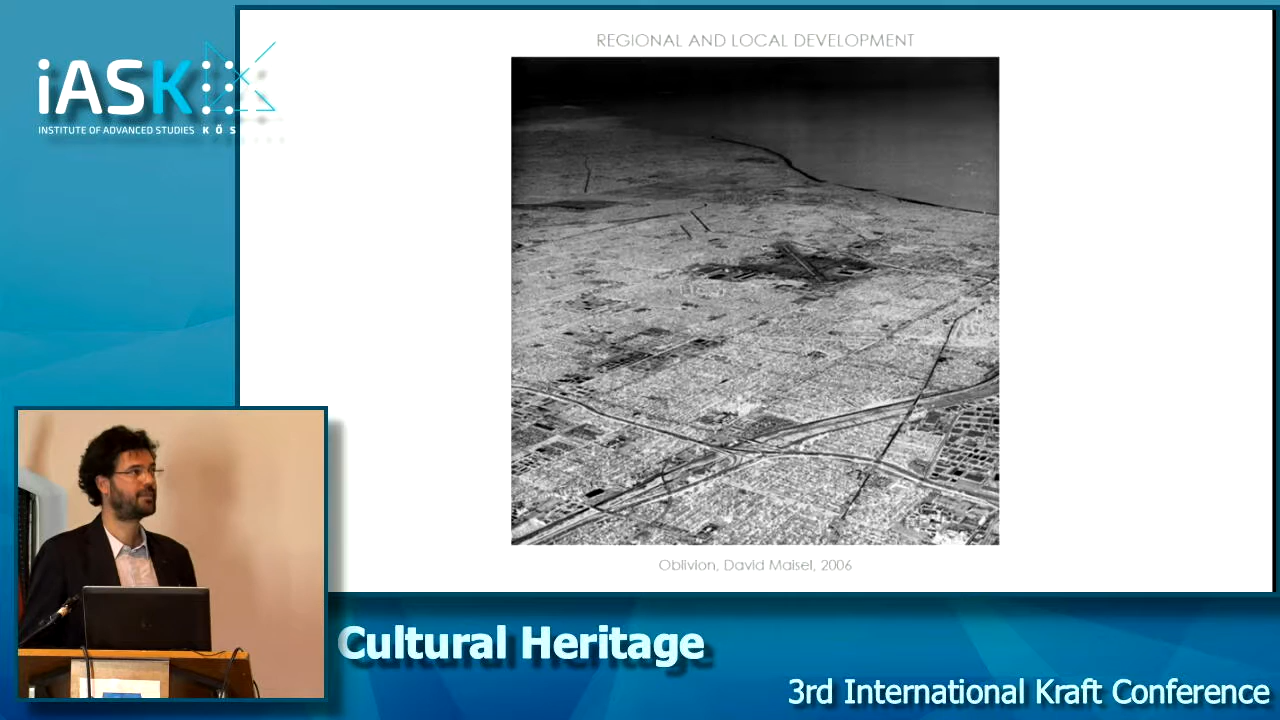 REGIONAL AND LOCAL DEVELOPMENT
iASK
INSTITUTE OF ADVANCED STUDIES KŐS
Oblivion, David Maisel, 2006
Cultural Heritage
3rd International Kraft Conference